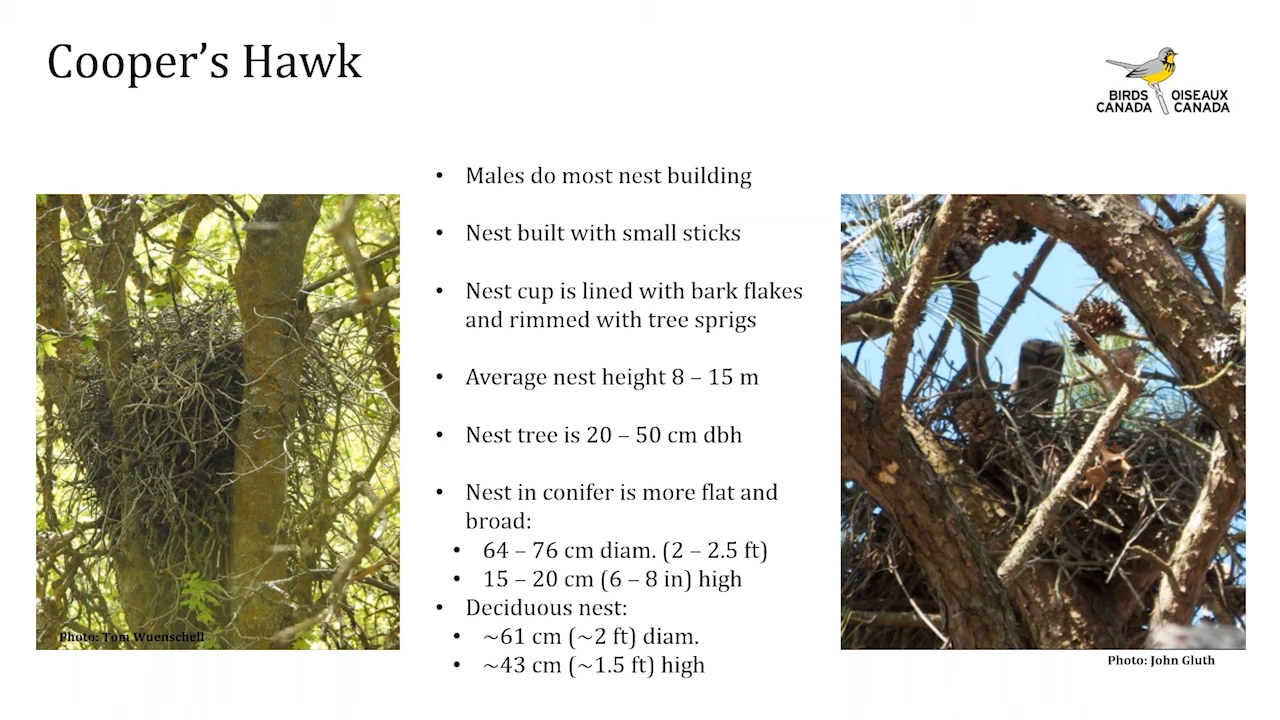 Cooper’s Hawk
BIRDS OISEAUX
CANADA CANADA
• Males do most nest building
• Nest built with small sticks
• Nest cup is lined with bark flakes
and rimmed with tree sprigs
• Average nest height 8 – 15 m
• Nest tree is 20 – 50 cm dbh
• Nest in conifer is more flat and
broad:
• 64 – 76 cm diam. (2 – 2.5 ft)
• 15 – 20 cm (6 – 8 in) high
• Deciduous nest:
• ~61 cm (~2 ft) diam.
• ~43 cm (~1.5 ft) high
Photo: Tom Wuenschell
Photo: John Gluth